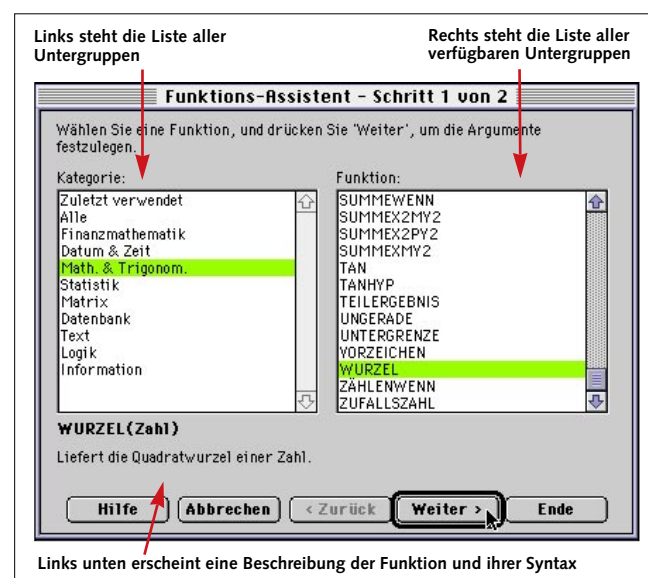 Links steht die Liste aller
Untergruppen
Rechts steht die Liste aller
verfügbaren Untergruppen
Funktions-Assistent – Schritt 1 von 2
Wählen Sie eine Funktion, und drücken Sie 'Weiter', um die Argumente
festzulegen.
Kategorie:
Zuletzt verwendet
Alle
Finanzmathematik
Datum & Zeit
Math. & Trigonom.
Statistik
Matrix
Datenbank
Text
Logik
Information
Funktion:
SUMMEWENN
SUMMEX2MY2
SUMMEX2PY2
SUMMEXMY2
TAN
TANHYP
TEILERGEBNIS
UNGERADE
UNTERGRENZE
VORZEICHEN
WURZEL
ZÄHLENWENN
ZUFALLSZAHL
WURZEL(Zahl)
Liefert die Quadratwurzel einer Zahl.
Hilfe Abbrechen < Zurück Weiter > Ende
Links unten erscheint eine Beschreibung der Funktion und ihrer Syntax